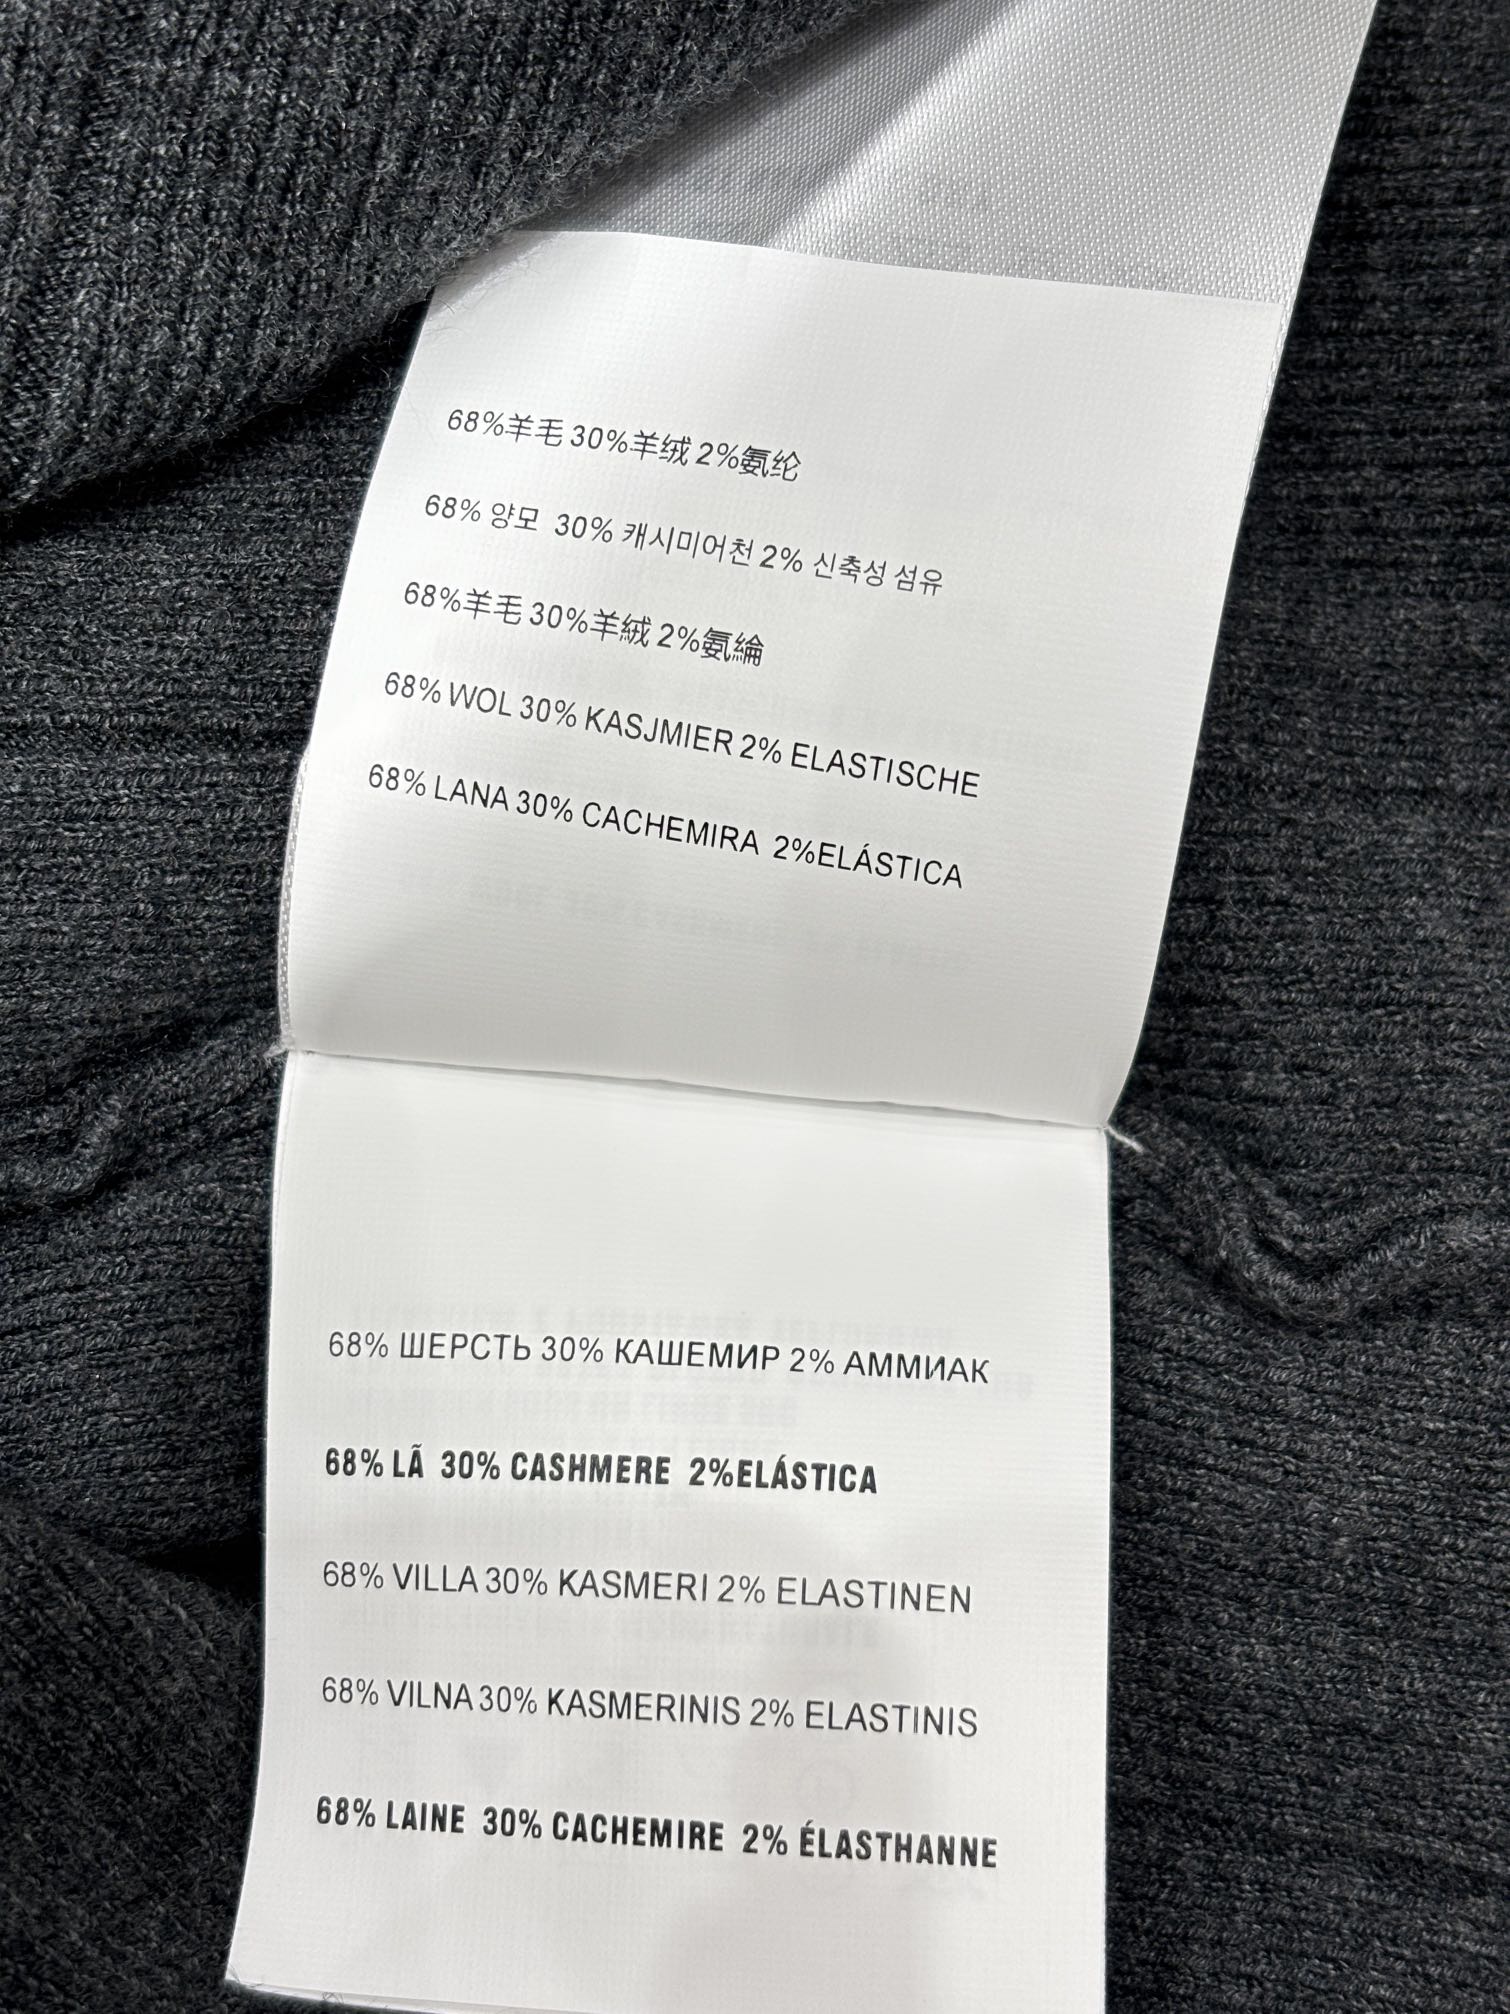 68%羊毛 30%羊绒 2%氨纶
68% 양모 30% 캐시미어천 2% 신축성 섬유
68%羊毛 30%羊絨 2%氨綸
68% WOL 30% KASJMIER 2% ELASTISCHE
68% LANA 30% CACHEMIRA 2%ELÁSTICA
68% ШЕРСТЬ 30% КАШЕМИР 2% АММИАК
68% LÃ 30% CASHMERE 2%ELÁSTICA
68% VILLA 30% KASMERI 2% ELASTINEN
68% VILNA 30% KASMERINIS 2% ELASTINIS
68% LAINE 30% CACHEMIRE 2% ÉLASTHANNE